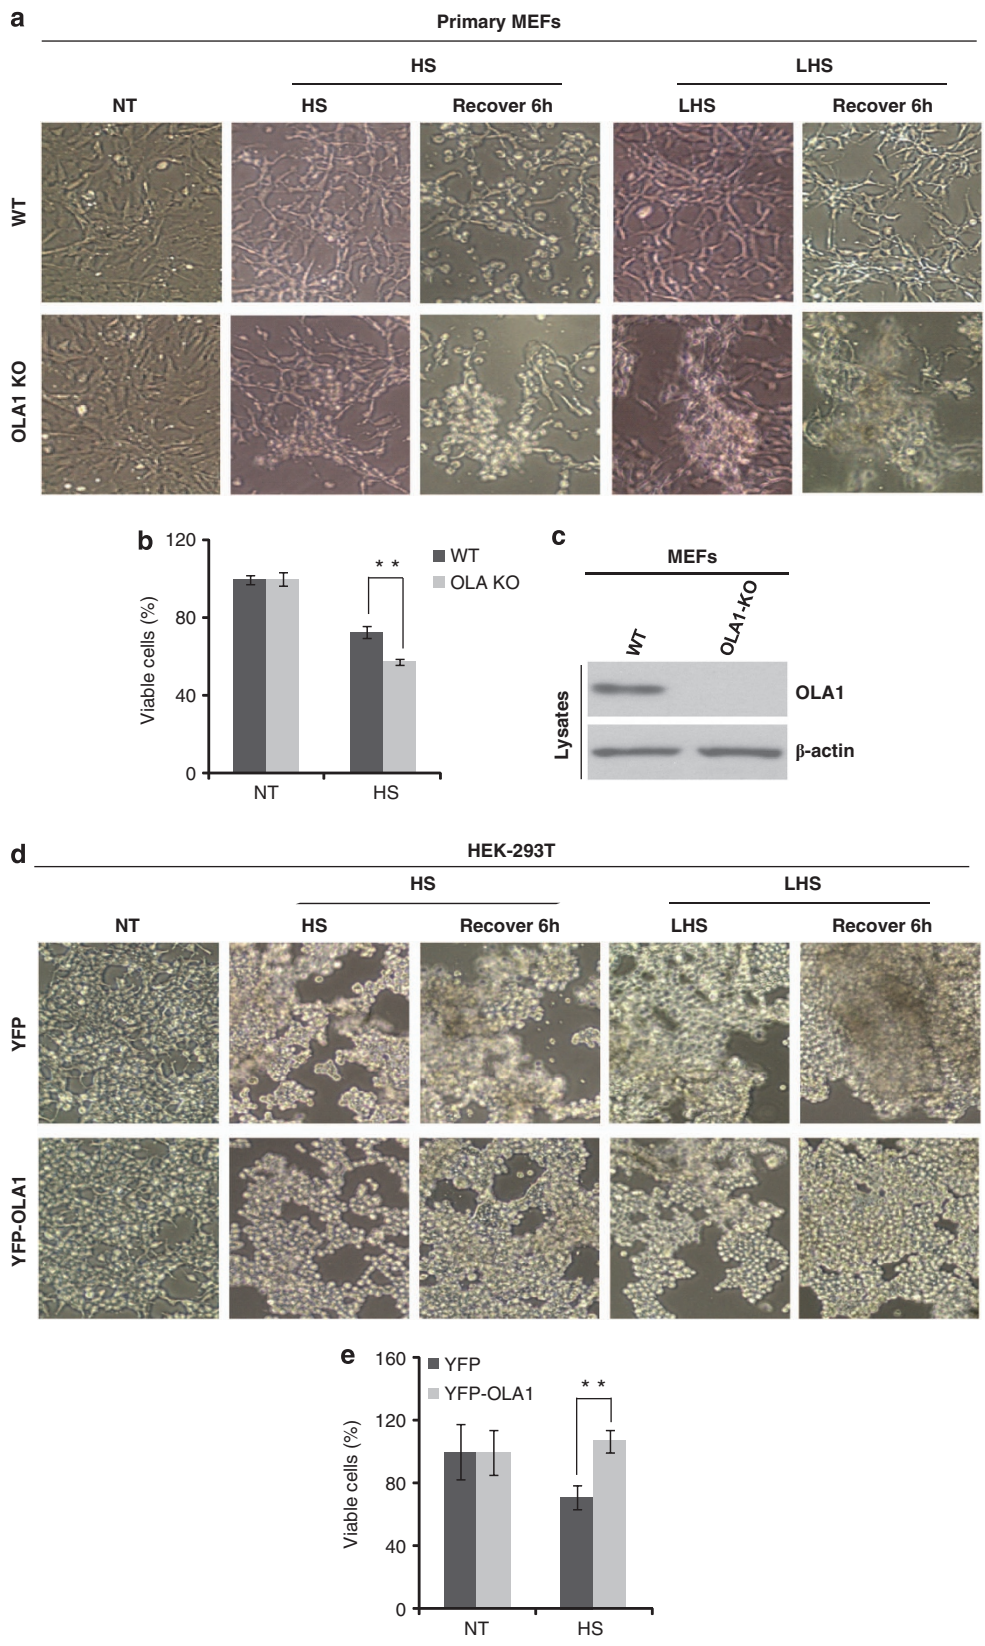 a
Primary MEFs
HS
LHS
NT
HS
Recover 6h
LHS
Recover 6h
WT
OLA1 KO
b
120
80
40
0
Viable cells (%)
* *
WT
OLA KO
NT
HS
c
MEFs
WT
OLA1-KO
Lysates
OLA1
β-actin
d
HEK-293T
HS
LHS
NT
HS
Recover 6h
LHS
Recover 6h
YFP
YFP-OLA1
e
160
120
80
40
0
Viable cells (%)
YFP
YFP-OLA1
* *
NT
HS